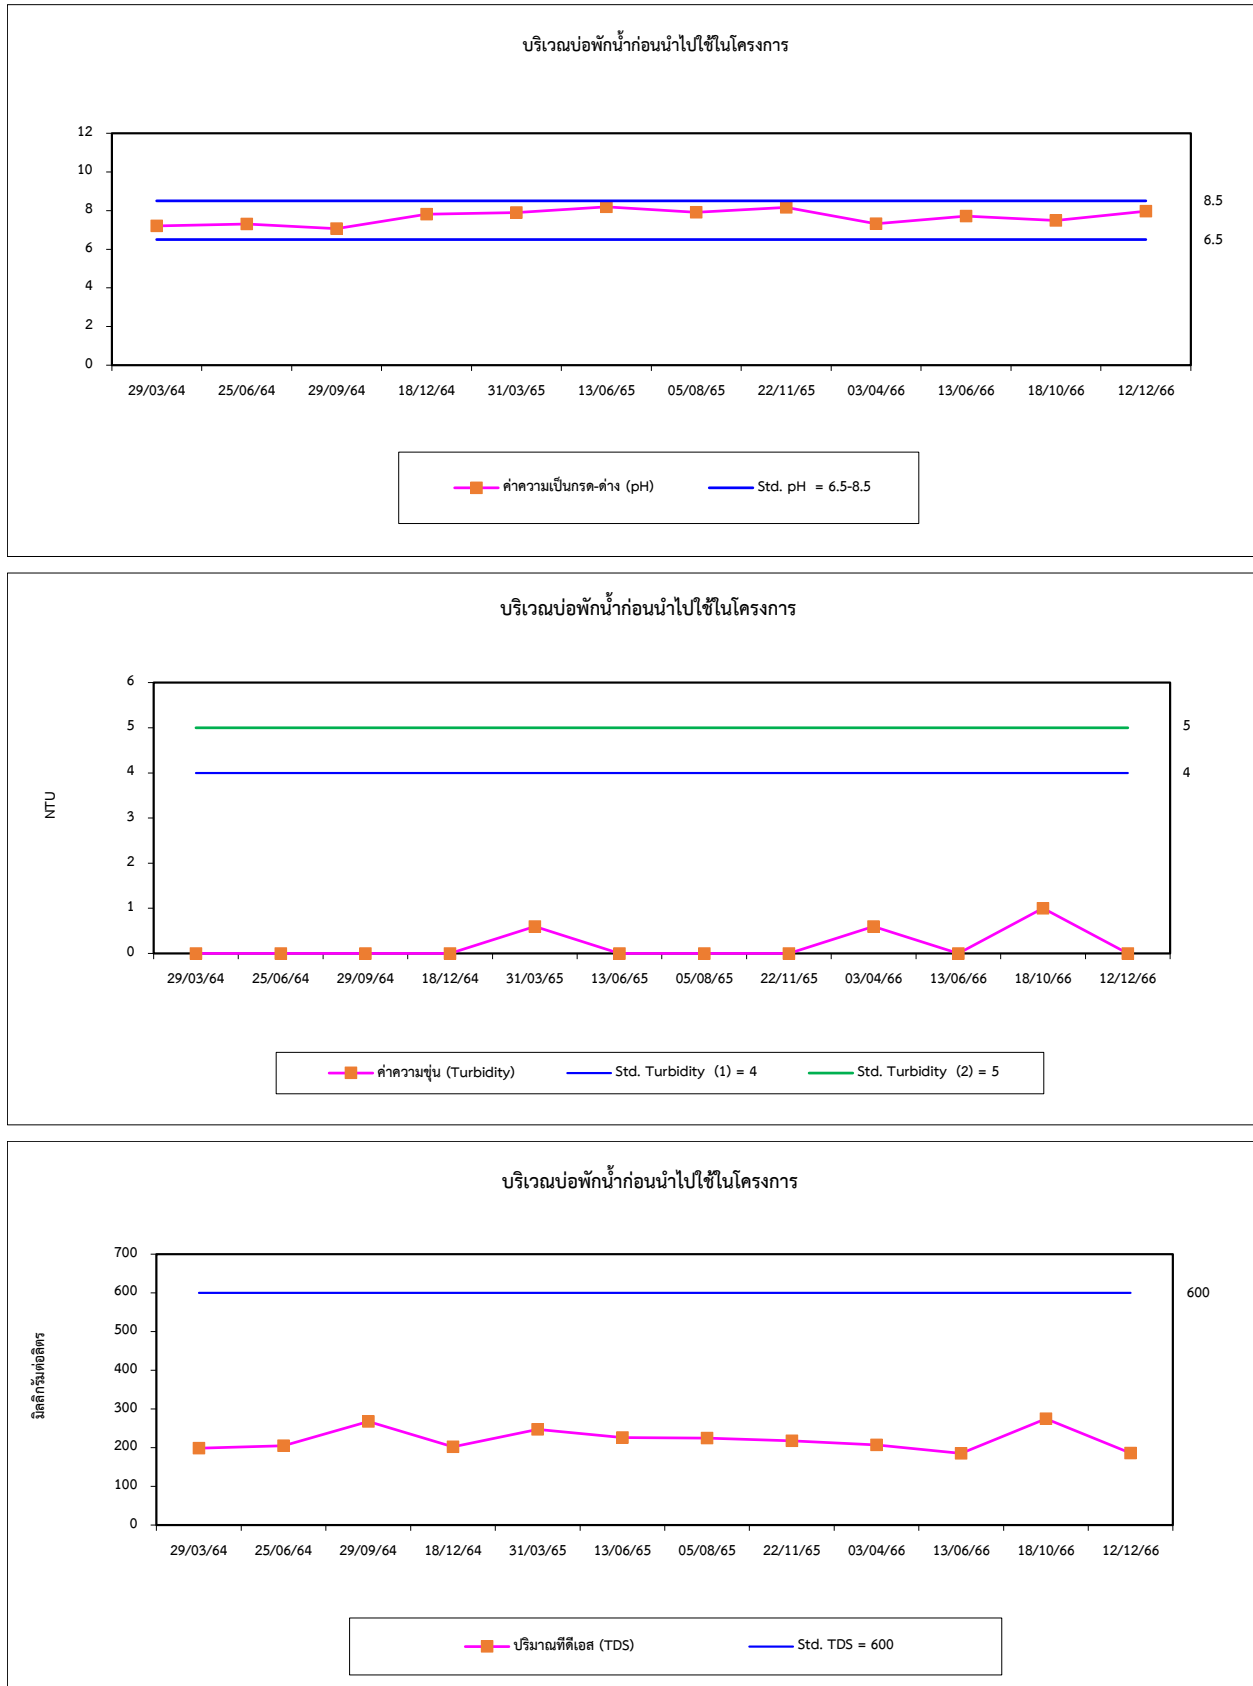 บริเวณบ่อพักน้ำก่อนนำไปใช้ในโครงการ
12
10
8
6
4
2
0
8.5
6.5
29/03/64 25/06/64 29/09/64 18/12/64 31/03/65 13/06/65 05/08/65 22/11/65 03/04/66 13/06/66 18/10/66 12/12/66
ค่าความเป็นกรด-ด่าง (pH) Std. pH = 6.5-8.5
บริเวณบ่อพักน้ำก่อนนำไปใช้ในโครงการ
NTU
6
5
4
3
2
1
0
5
4
29/03/64 25/06/64 29/09/64 18/12/64 31/03/65 13/06/65 05/08/65 22/11/65 03/04/66 13/06/66 18/10/66 12/12/66
ค่าความขุ่น (Turbidity) Std. Turbidity (1) = 4 Std. Turbidity (2) = 5
บริเวณบ่อพักน้ำก่อนนำไปใช้ในโครงการ
มิลลิกรัมต่อลิตร
700
600
500
400
300
200
100
0
600
29/03/64 25/06/64 29/09/64 18/12/64 31/03/65 13/06/65 05/08/65 22/11/65 03/04/66 13/06/66 18/10/66 12/12/66
ปริมาณทีดีเอส (TDS) Std. TDS = 600